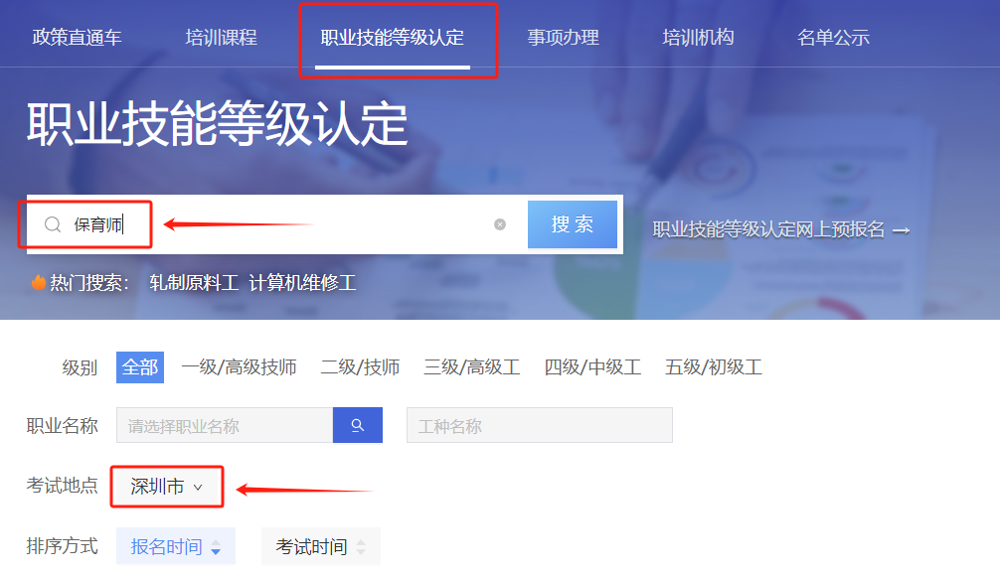 政策直通车 培训课程 职业技能等级认定 事项办理 培训机构 名单公示
职业技能等级认定
保育师 搜 索 职业技能等级认定网上预报名 →
热门搜索： 轧制原料工 计算机维修工
级别 全部 一级/高级技师 二级/技师 三级/高级工 四级/中级工 五级/初级工
职业名称 请选择职业名称 工种名称
考试地点 深圳市
排序方式 报名时间 考试时间